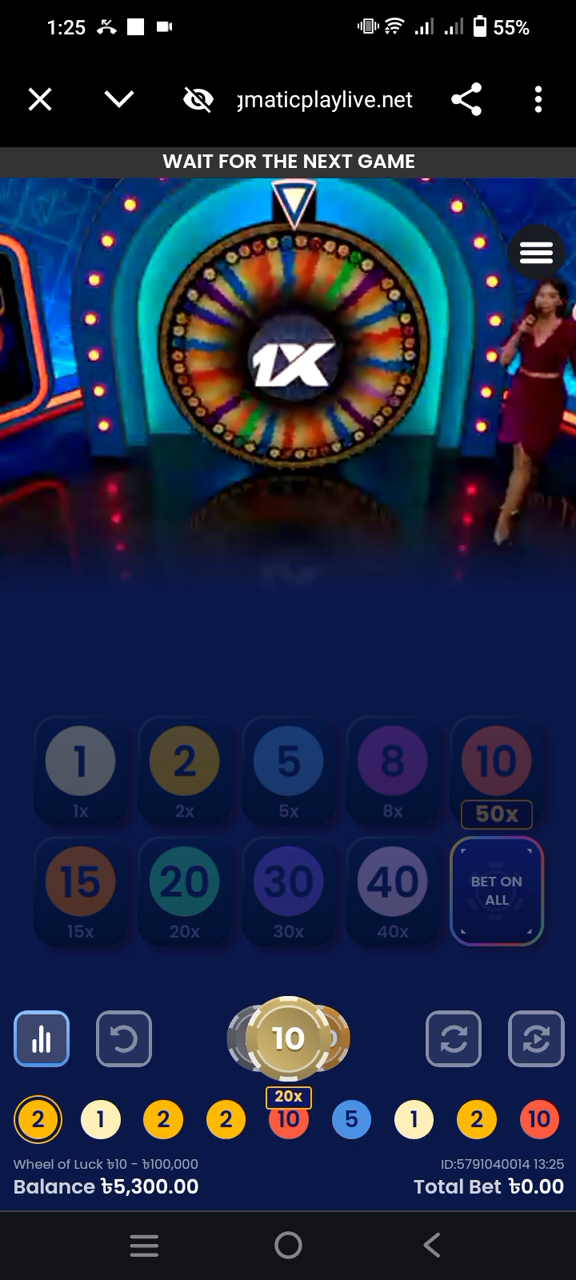 1:25 55%
gmaticplaylive.net
WAIT FOR THE NEXT GAME
1X
1 2 5 8 10
1x 2x 5x 8x 50x
15 20 30 40 BET ON ALL
15x 20x 30x 40x
10
20x
2 1 2 2 10 5 1 2 10
Wheel of Luck ৳10 - ৳100,000 ID:5791040014 13:25
Balance ৳5,300.00 Total Bet ৳0.00